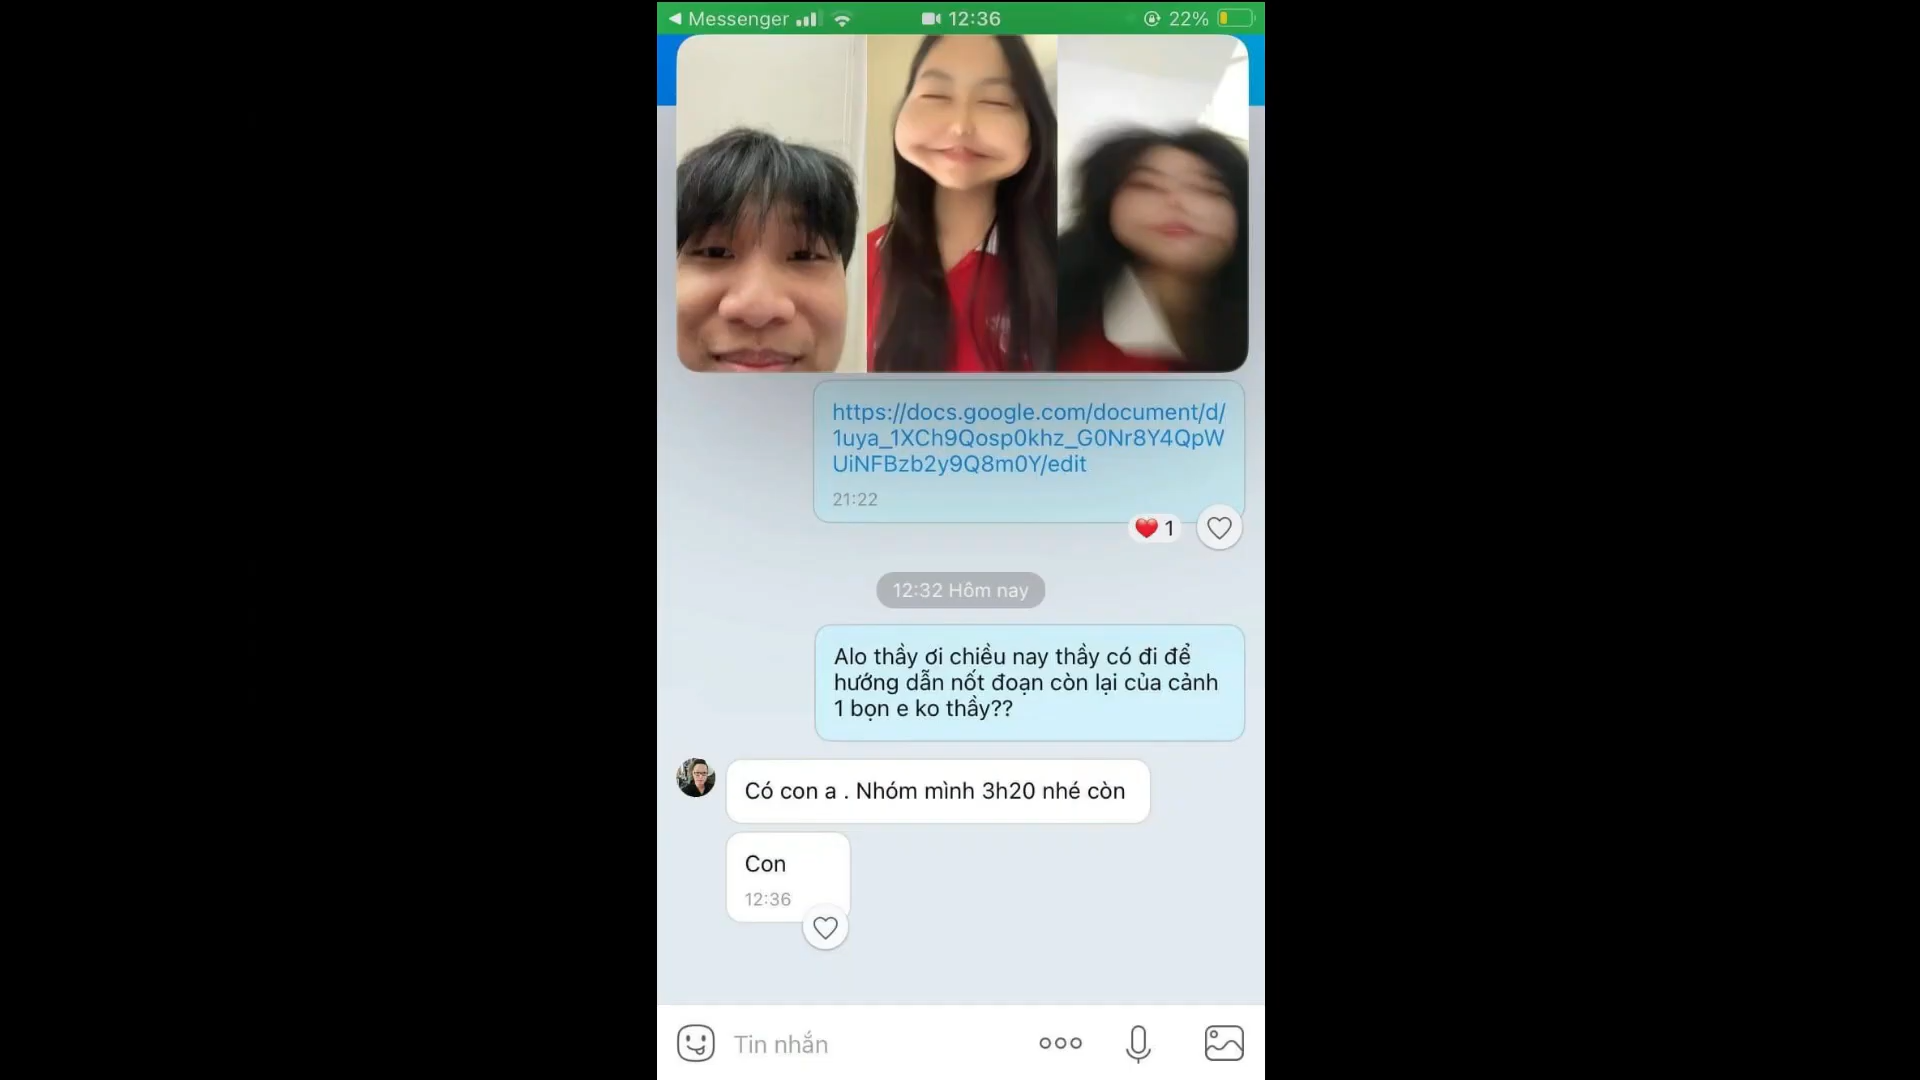 Messenger 12:36 22%
https://docs.google.com/document/d/
1uya_1XCh9Qosp0khz_G0Nr8Y4QpW
UiNFBzb2y9Q8m0Y/edit
21:22
1
12:32 Hôm nay
Alo thầy ơi chiều nay thầy có đi để
hướng dẫn nốt đoạn còn lại của cảnh
1 bọn e ko thầy??
Có con a . Nhóm mình 3h20 nhé còn
Con
12:36
Tin nhắn